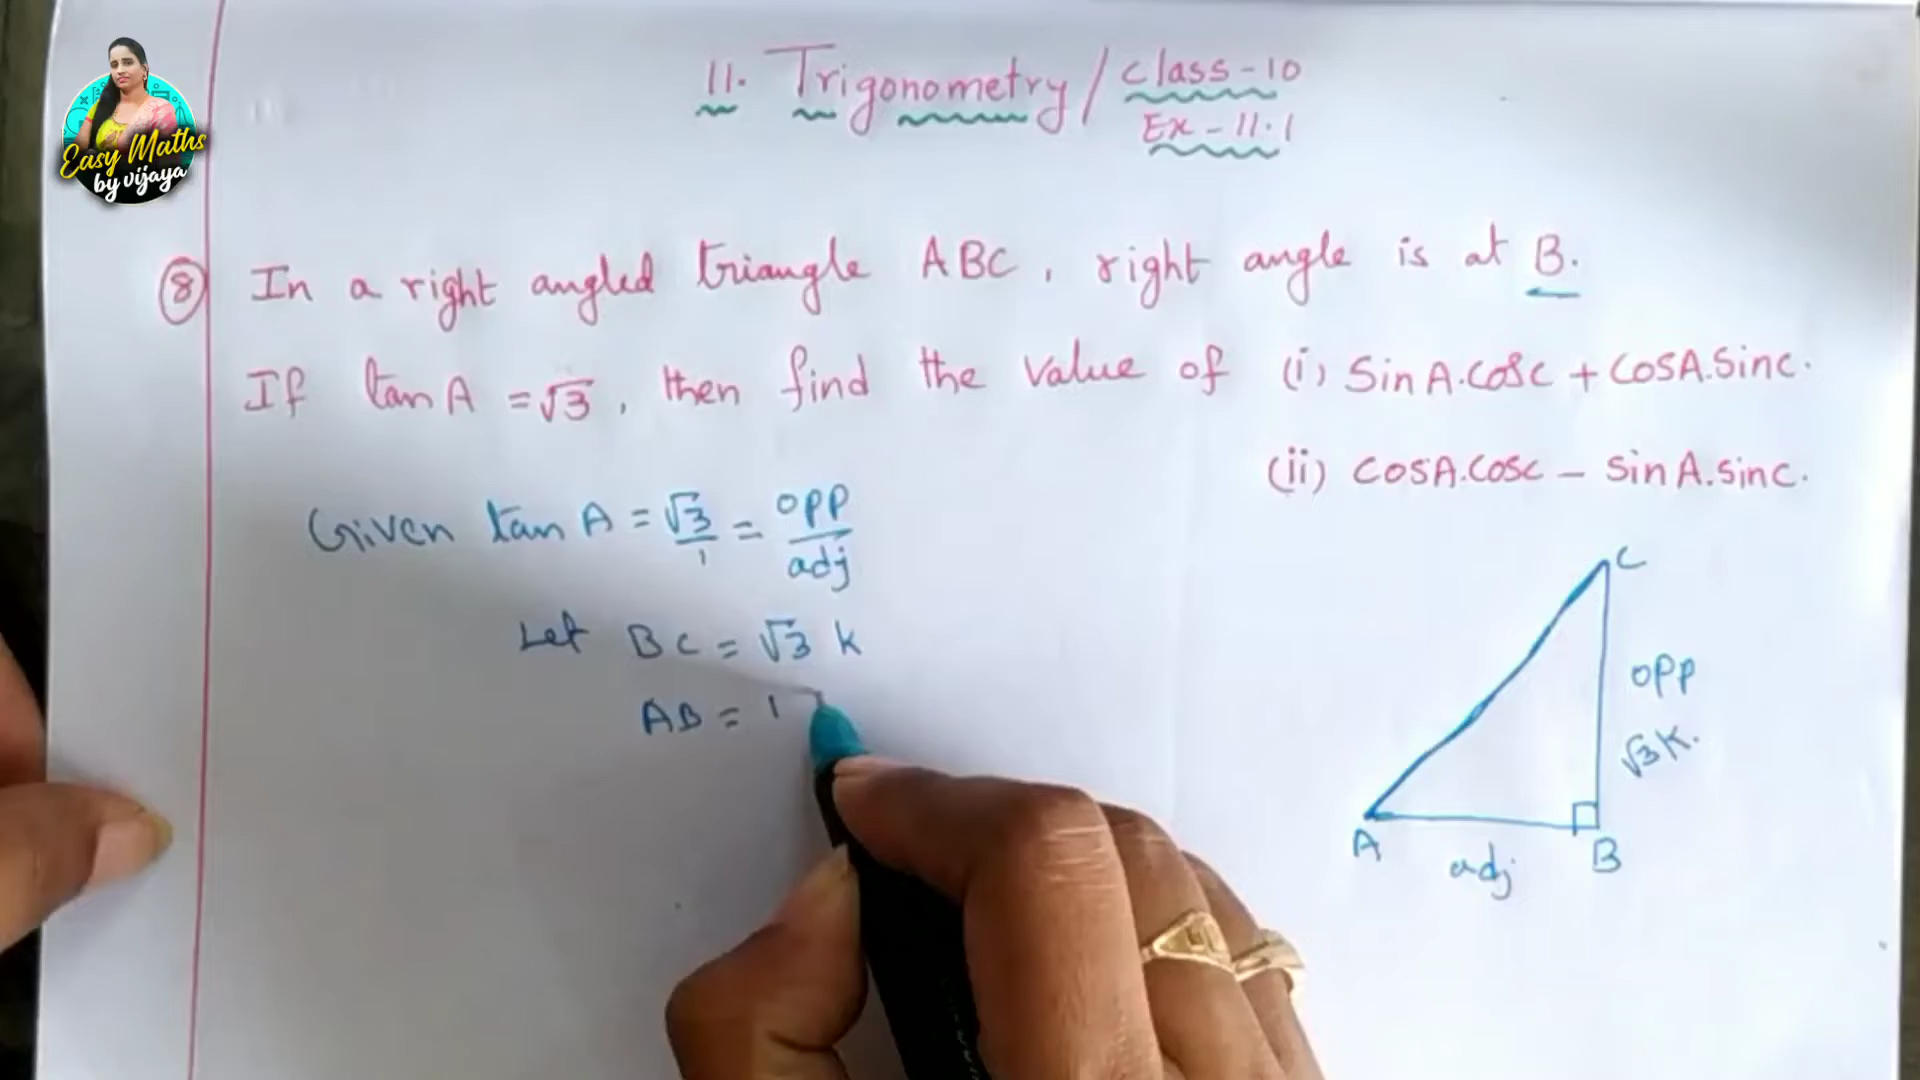 Easy Maths
by vijaya
11. Trigonometry / class-10
Ex-11.1
8 In a right angled triangle ABC, right angle is at B.
If tan A = √3, then find the value of (i) Sin A.Cosc + CosA.Sinc.
(ii) CosA.Cosc - Sin A.Sinc.
Given tan A = √3/1 = opp/adj
Let BC = √3 k
AB = 1
C
opp
√3 K.
A
adj
B